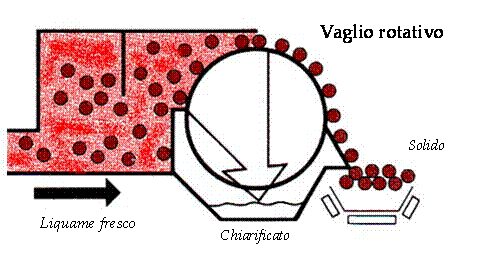 Vaglio rotativo
Solido
Liquame fresco
Chiarificato